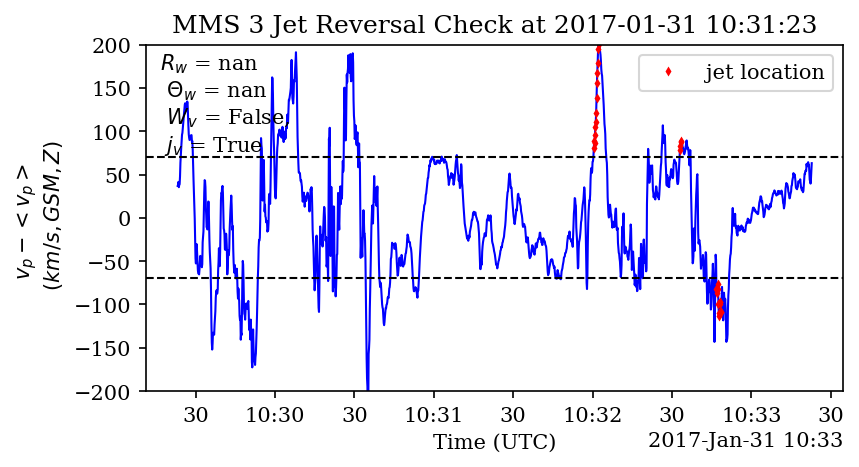 MMS 3 Jet Reversal Check at 2017-01-31 10:31:23
R_w = nan
Θ_w = nan
W_v = False
j_v = True
jet location
v_p − < v_p >
(km/s, GSM, Z)
200
150
100
50
0
−50
−100
−150
−200
30 10:30 30 10:31 30 10:32 30 10:33 30
Time (UTC)
2017-Jan-31 10:33